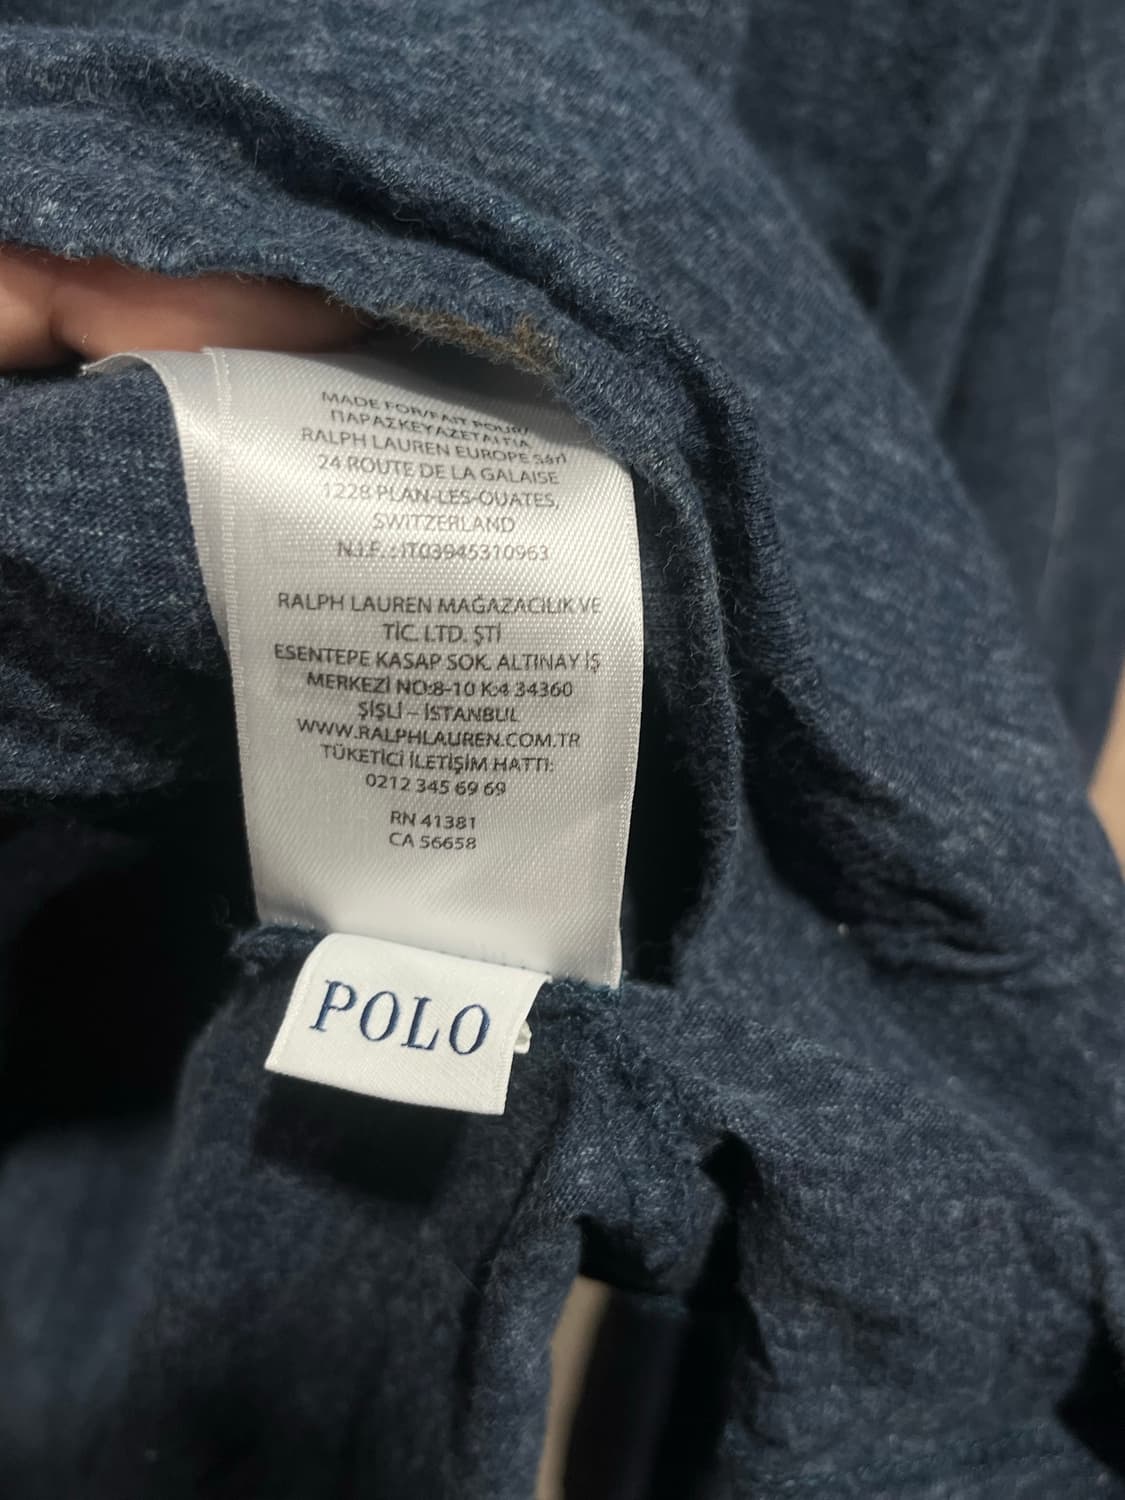 MADE FOR/FAIT POUR/
ΠΑΡΑΣΚΕΥΑΖΕΤΑΙ ΓΙΑ
RALPH LAUREN EUROPE Sàrl
24 ROUTE DE LA GALAISE
1228 PLAN-LES-OUATES,
SWITZERLAND
N.I.F. : IT03945310963
RALPH LAUREN MAĞAZACILIK VE
TİC. LTD. ŞTİ
ESENTEPE KASAP SOK. ALTINAY İŞ
MERKEZİ NO:8-10 K:4 34360
ŞİŞLİ – İSTANBUL
WWW.RALPHLAUREN.COM.TR
TÜKETİCİ İLETİŞİM HATTI:
0212 345 69 69
RN 41381
CA 56658
POLO